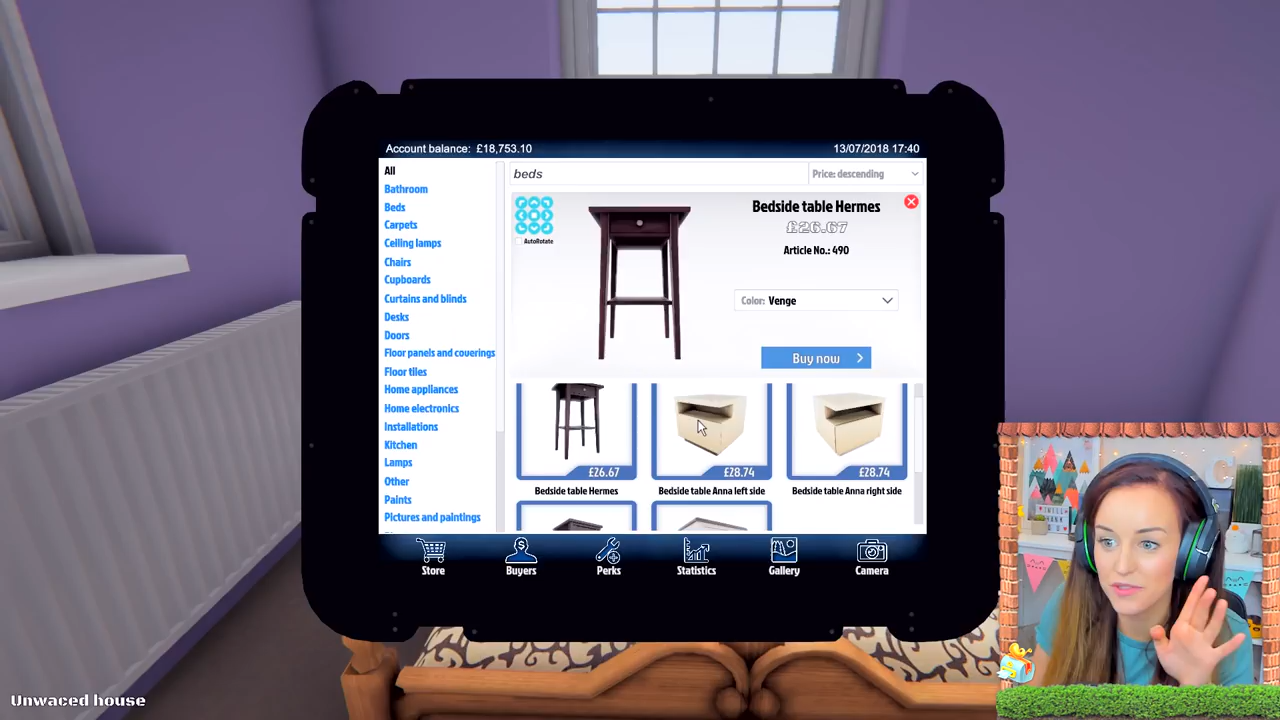 Account balance: £18,753.10
13/07/2018 17:40
All
Bathroom
Beds
Carpets
Ceiling lamps
Chairs
Cupboards
Curtains and blinds
Desks
Doors
Floor panels and coverings
Floor tiles
Home appliances
Home electronics
Installations
Kitchen
Lamps
Other
Paints
Pictures and paintings
beds
Price: descending
AutoRotate
Bedside table Hermes
£26.67
Article No.: 490
Color: Venge
Buy now
£26.67
£28.74
£28.74
Bedside table Hermes
Bedside table Anna left side
Bedside table Anna right side
Store
Buyers
Perks
Statistics
Gallery
Camera
Unwaced house